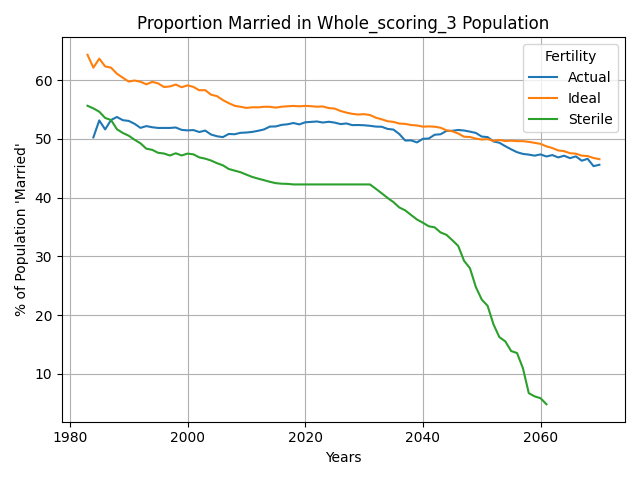 Proportion Married in Whole_scoring_3 Population
% of Population 'Married'
60
50
40
30
20
10
Fertility
Actual
Ideal
Sterile
1980
2000
2020
2040
2060
Years